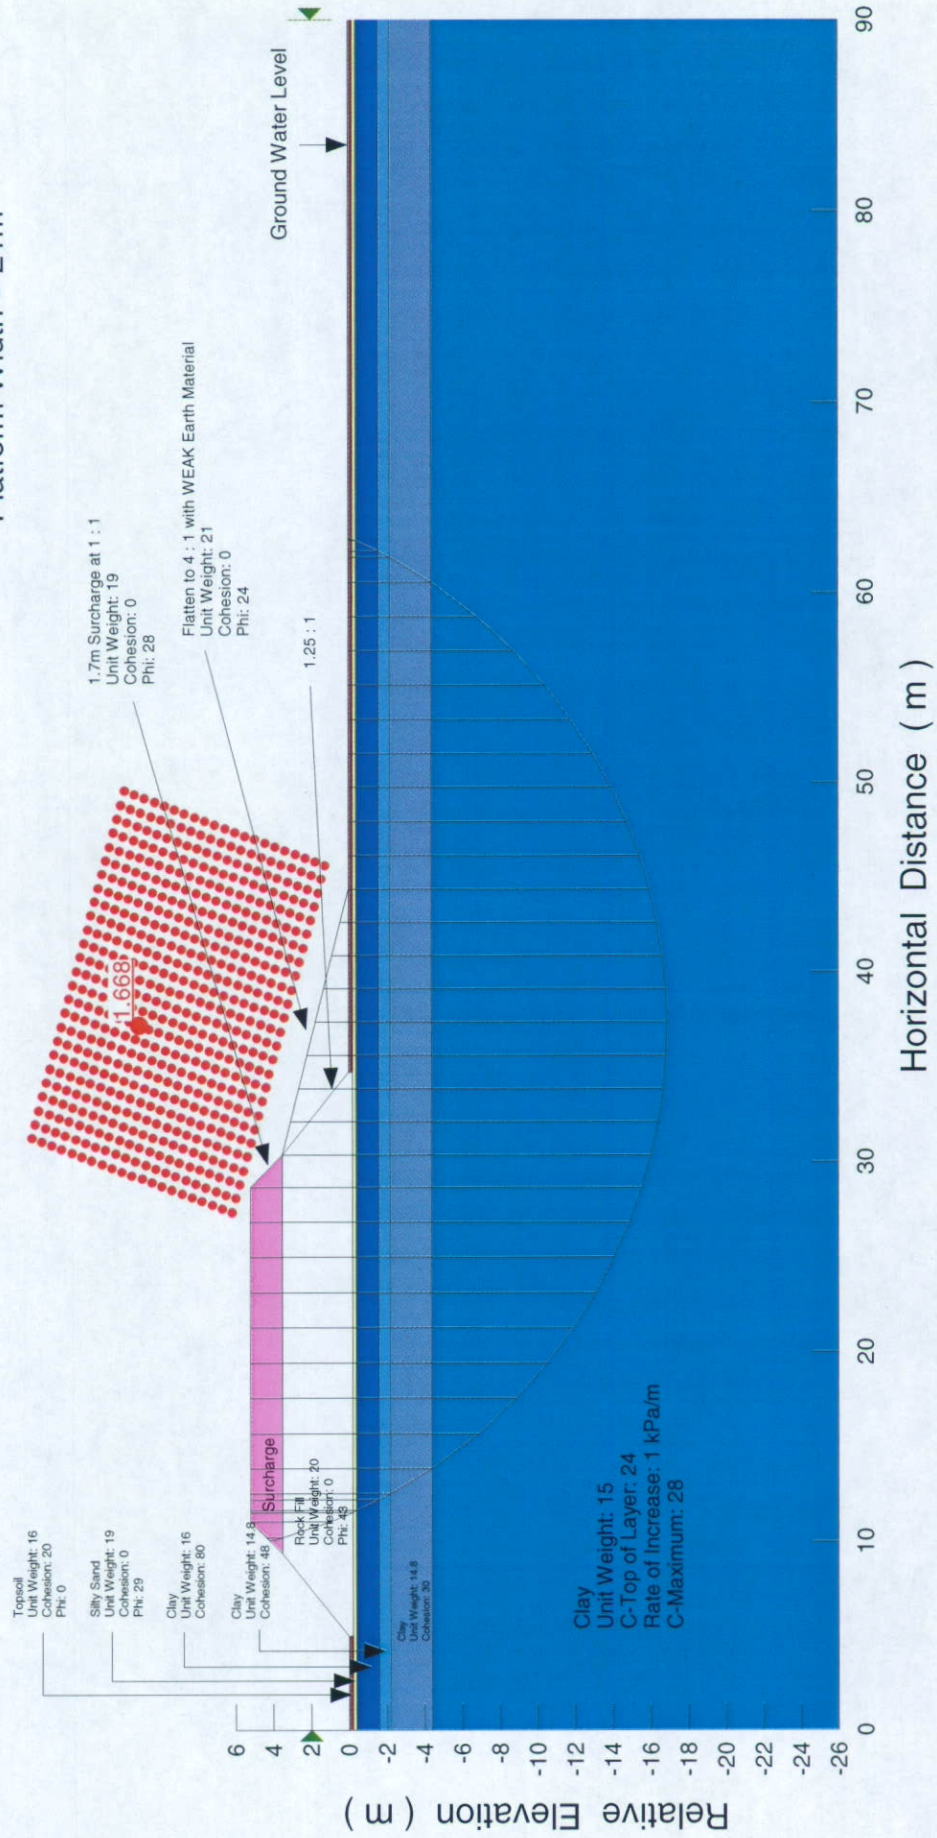 Topsoil
Unit Weight: 16
Cohesion: 20
Phi: 0
Silty Sand
Unit Weight: 19
Cohesion: 0
Phi: 29
Clay
Unit Weight: 16
Cohesion: 80
Clay
Unit Weight: 14.8
Cohesion: 48
Surcharge
Rock Fill
Unit Weight: 20
Cohesion: 0
Phi: 43
Clay
Unit Weight: 14.8
Cohesion: 30
Clay
Unit Weight: 15
C-Top of Layer: 24
Rate of Increase: 1 kPa/m
C-Maximum: 28
1.668
1.7m Surcharge at 1 : 1
Unit Weight: 19
Cohesion: 0
Phi: 28
Flatten to 4 : 1 with WEAK Earth Material
Unit Weight: 21
Cohesion: 0
Phi: 24
1.25 : 1
Ground Water Level
Relative Elevation ( m )
6
4
2
0
-2
-4
-6
-8
-10
-12
-14
-16
-18
-20
-22
-24
-26
0
10
20
30
40
50
60
70
80
90
Horizontal Distance ( m )